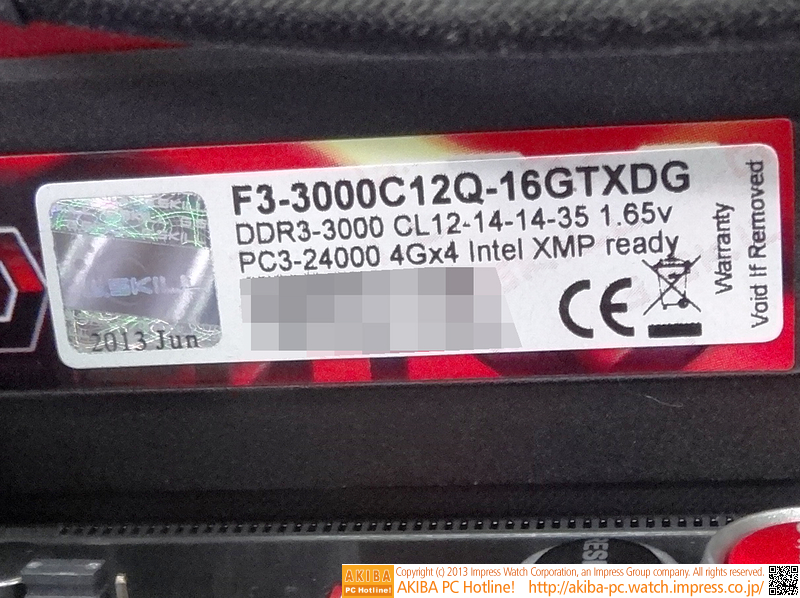 F3-3000C12Q-16GTXDG
DDR3-3000 CL12-14-14-35 1.65v
PC3-24000 4Gx4 Intel XMP ready
Warranty
Void If Removed
G.SKILL
2013 Jun
CE
RES
AKIBA
PC Hotline!
Copyright (c) 2013 Impress Watch Corporation, an Impress Group company. All rights reserved.
AKIBA PC Hotline! http://akiba-pc.watch.impress.co.jp/